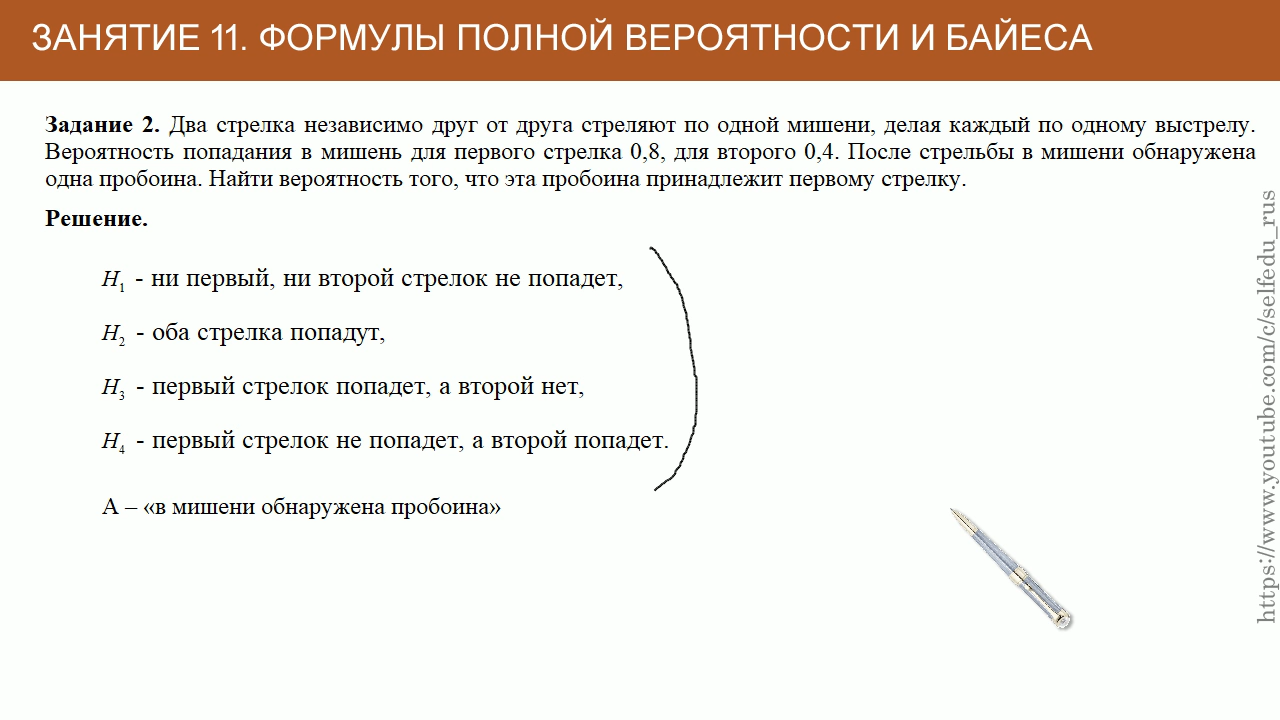 ЗАНЯТИЕ 11. ФОРМУЛЫ ПОЛНОЙ ВЕРОЯТНОСТИ И БАЙЕСА
Задание 2. Два стрелка независимо друг от друга стреляют по одной мишени, делая каждый по одному выстрелу.
Вероятность попадания в мишень для первого стрелка 0,8, для второго 0,4. После стрельбы в мишени обнаружена
одна пробоина. Найти вероятность того, что эта пробоина принадлежит первому стрелку.
Решение.
H₁ - ни первый, ни второй стрелок не попадет,
H₂ - оба стрелка попадут,
H₃ - первый стрелок попадет, а второй нет,
H₄ - первый стрелок не попадет, а второй попадет.
А – «в мишени обнаружена пробоина»
https://www.youtube.com/c/selfedu_rus